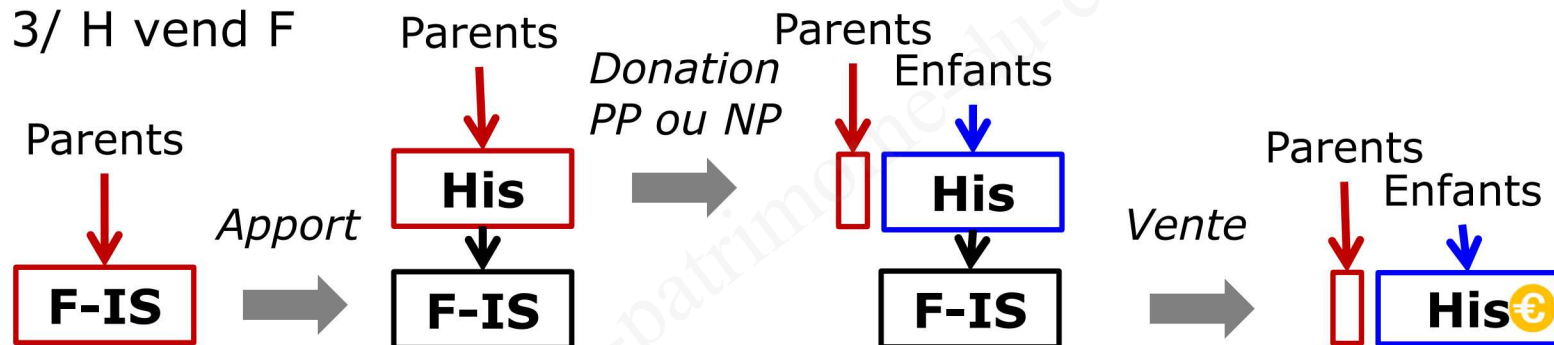 3/ H vend F
Parents
F-IS
Apport
Parents
His
F-IS
Donation
PP ou NP
Parents
Enfants
His
F-IS
Vente
Parents
Enfants
His €